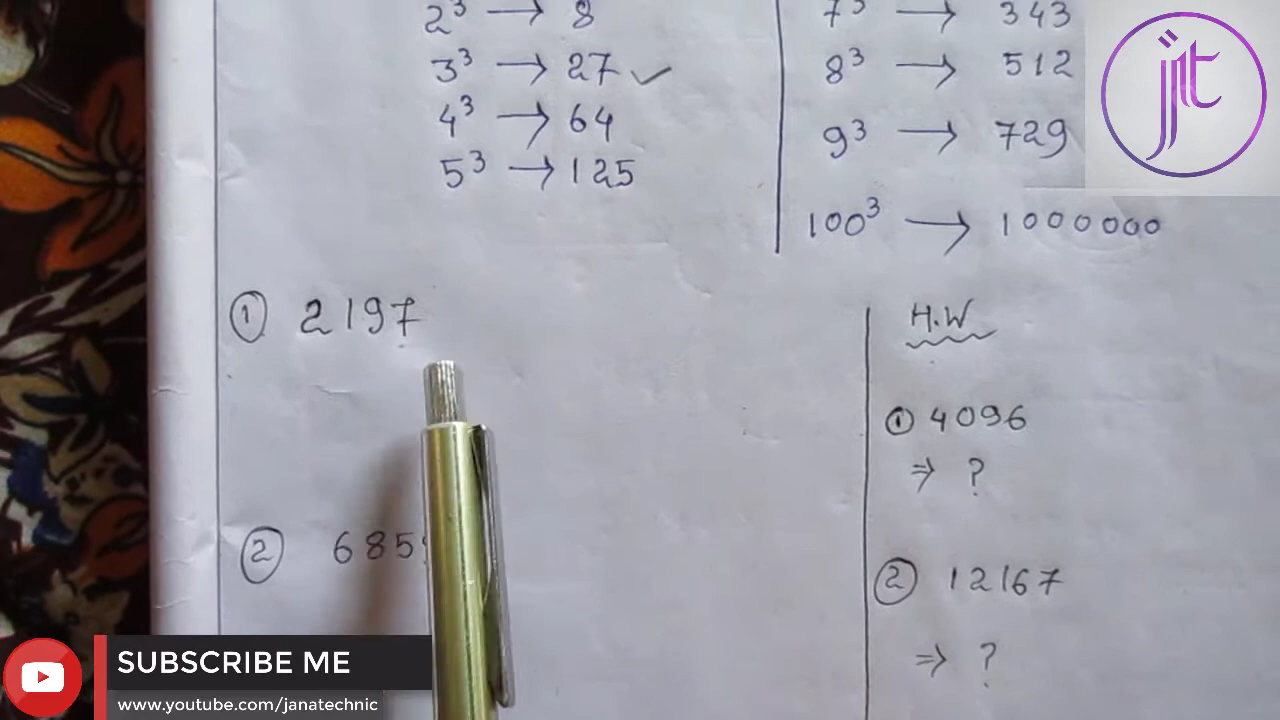 2³ → 8
3³ → 27 ✓
4³ → 64
5³ → 125
7³ → 343
8³ → 512
9³ → 729
100³ → 1000000
jit
① 2197
② 685
H.W
① 4096
⇒ ?
② 12167
⇒ ?
SUBSCRIBE ME
www.youtube.com/janatechnic